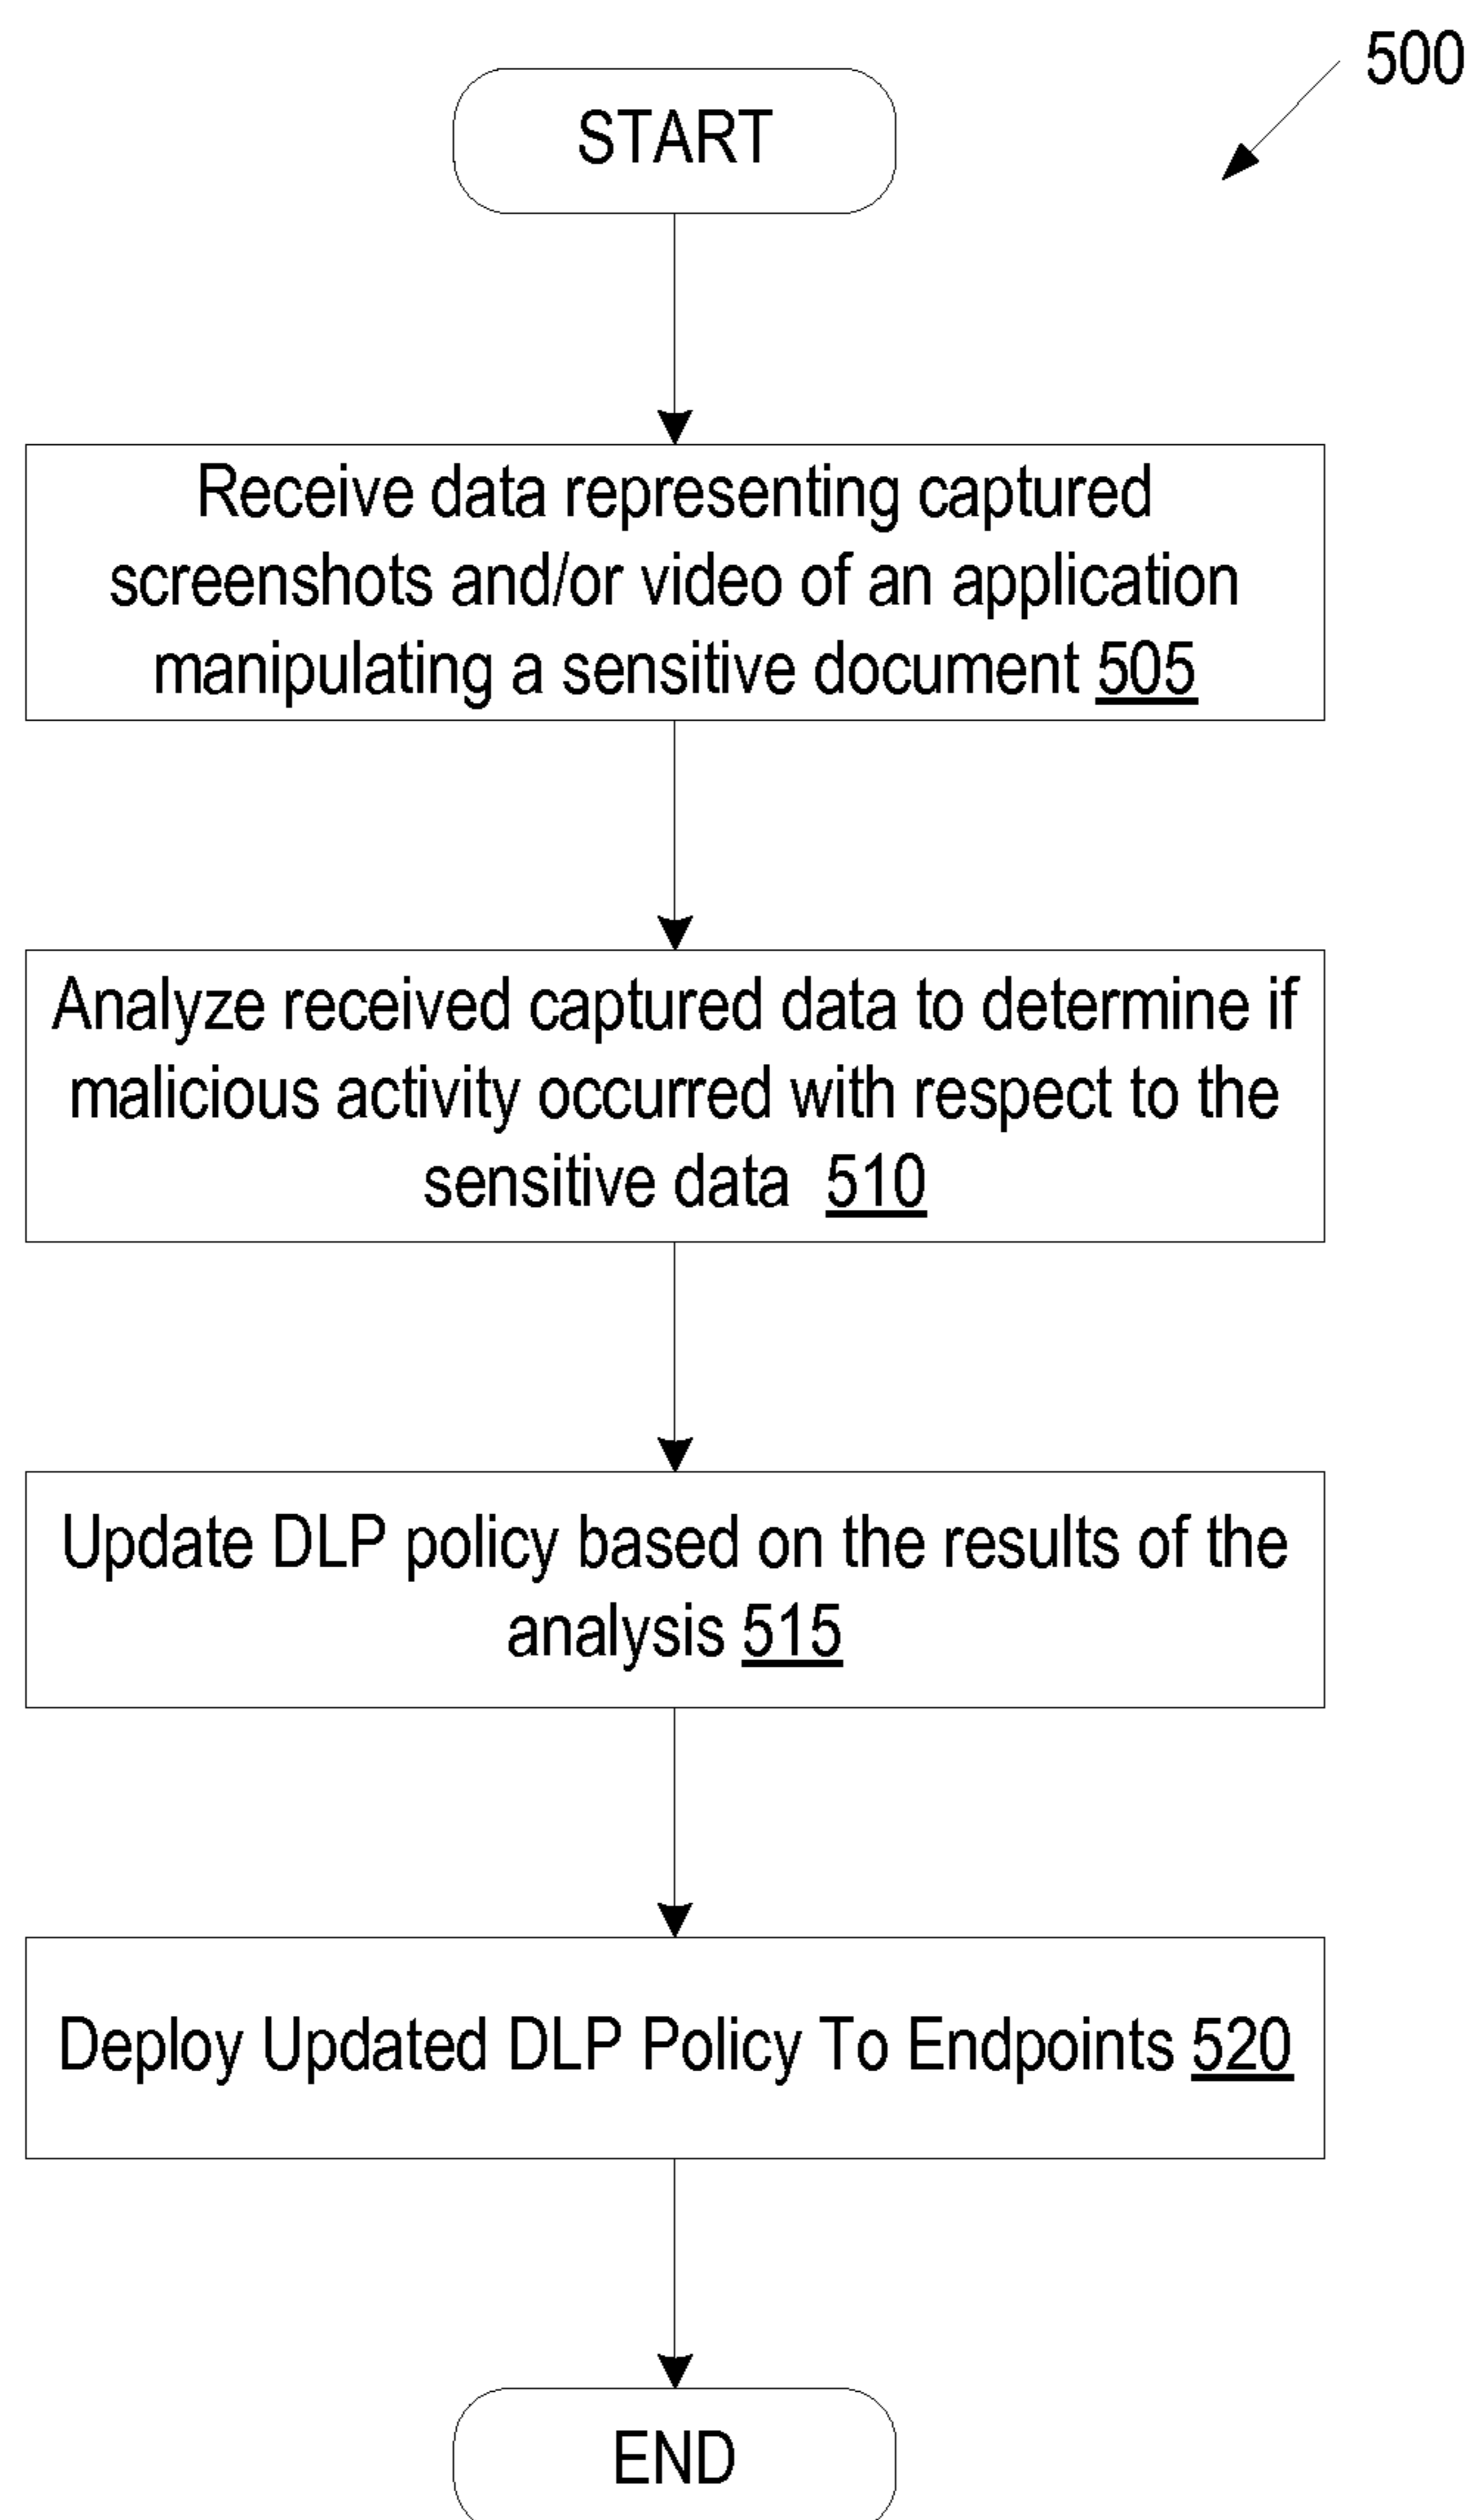 500
START
Receive data representing captured
screenshots and/or video of an application
manipulating a sensitive document 505
Analyze received captured data to determine if
malicious activity occurred with respect to the
sensitive data 510
Update DLP policy based on the results of the
analysis 515
Deploy Updated DLP Policy To Endpoints 520
END